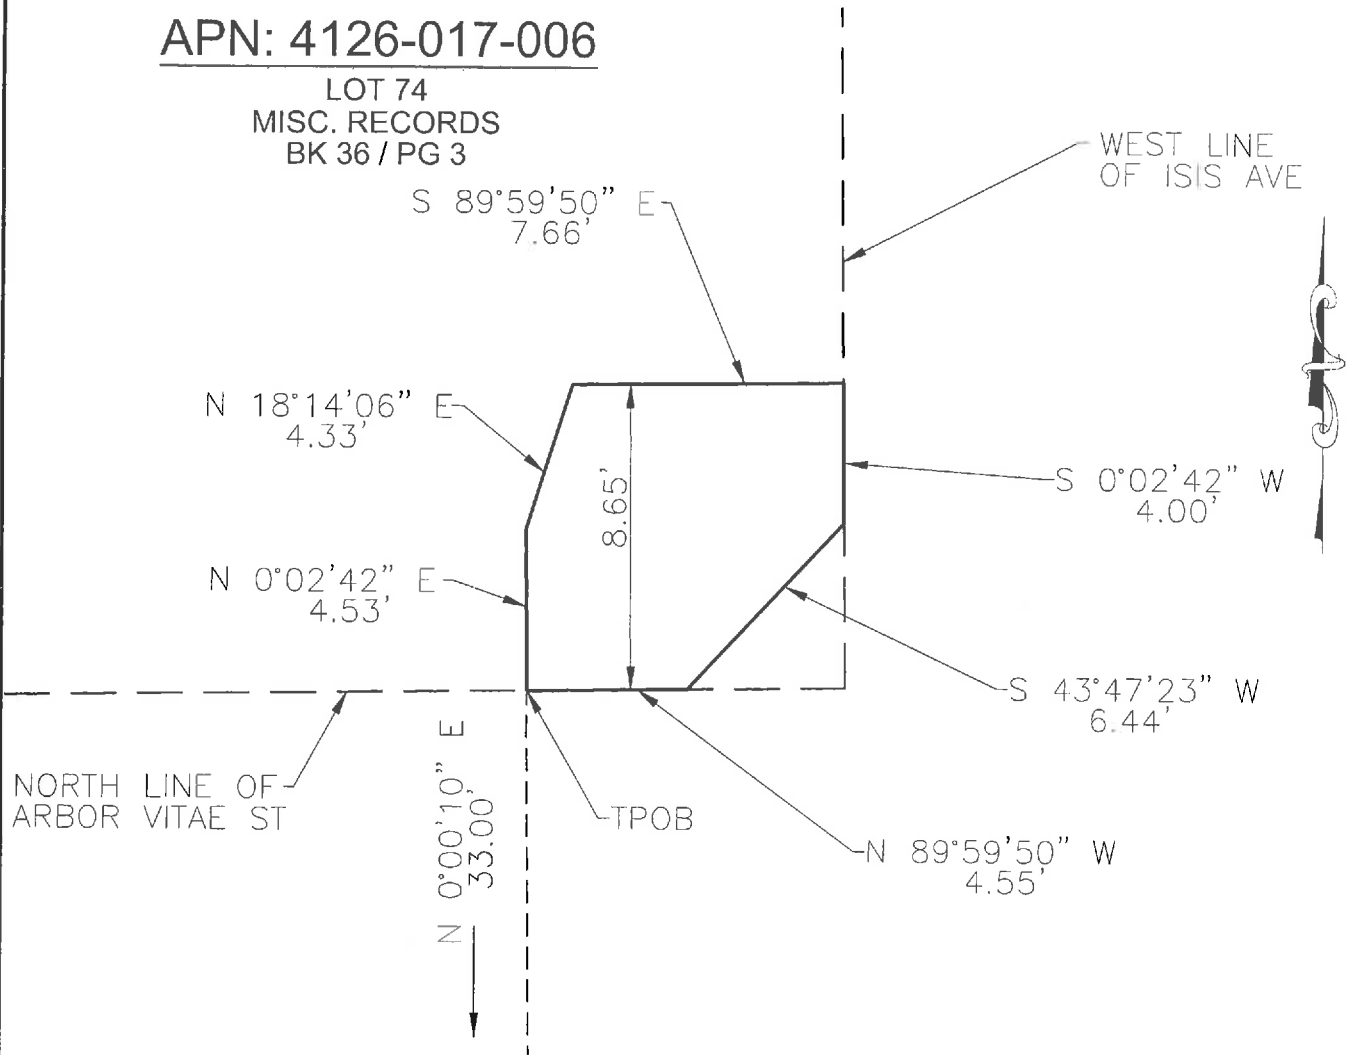 APN: 4126-017-006
LOT 74
MISC. RECORDS
BK 36 / PG 3
WEST LINE
OF ISIS AVE
S 89°59'50" E
7.66'
N 18°14'06" E
4.33'
8.65'
S 0°02'42" W
4.00'
N 0°02'42" E
4.53'
S 43°47'23" W
6.44'
NORTH LINE OF
ARBOR VITAE ST
N 0°00'10" E
33.00'
TPOB
N 89°59'50" W
4.55'